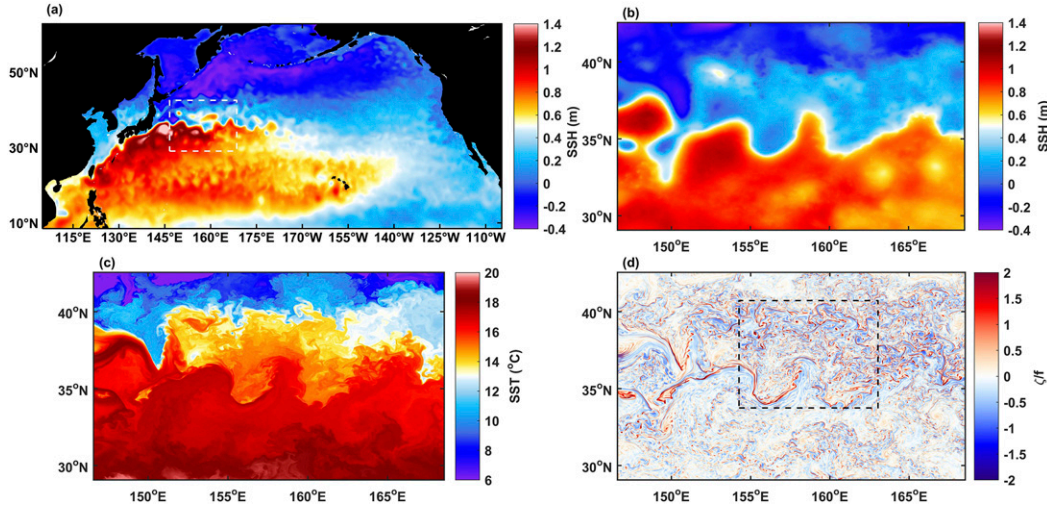 (a)
50°N
30°N
10°N
115°E 130°E 145°E 160°E 175°E 170°W 155°W 140°W 125°W 110°W
1.4
1.2
1
0.8
0.6
0.4
0.2
0
-0.2
-0.4
SSH (m)
(b)
40°N
35°N
30°N
150°E 155°E 160°E 165°E
1.4
1.2
1
0.8
0.6
0.4
0.2
0
-0.2
-0.4
SSH (m)
(c)
40°N
35°N
30°N
150°E 155°E 160°E 165°E
20
18
16
14
12
10
8
6
SST (°C)
(d)
40°N
35°N
30°N
150°E 155°E 160°E 165°E
2
1.5
1
0.5
0
-0.5
-1
-1.5
-2
ζ/f